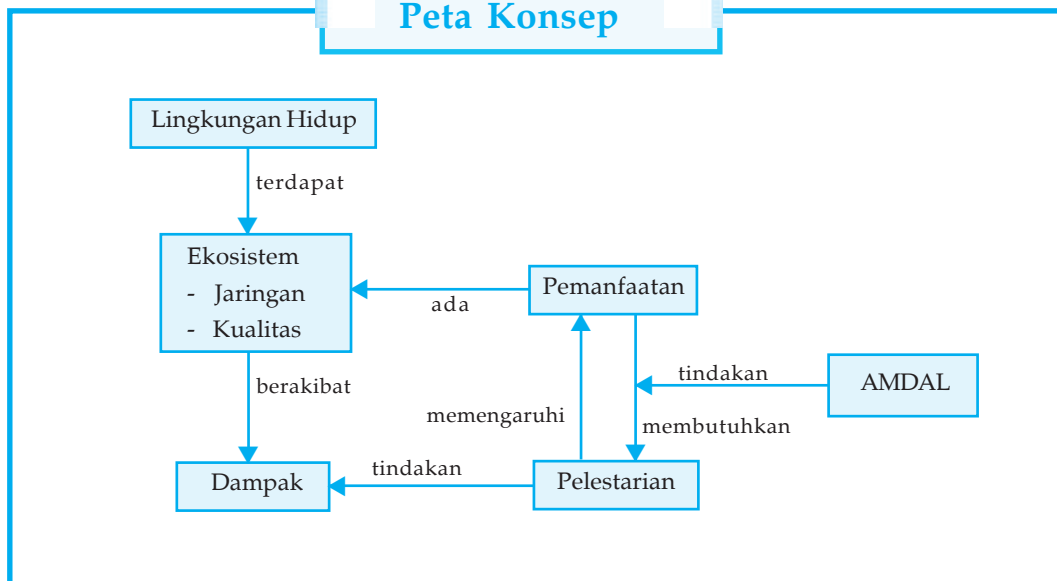 Peta Konsep
Lingkungan Hidup
terdapat
Ekosistem
- Jaringan
- Kualitas
ada
Pemanfaatan
tindakan
AMDAL
berakibat
memengaruhi
membutuhkan
Dampak
tindakan
Pelestarian